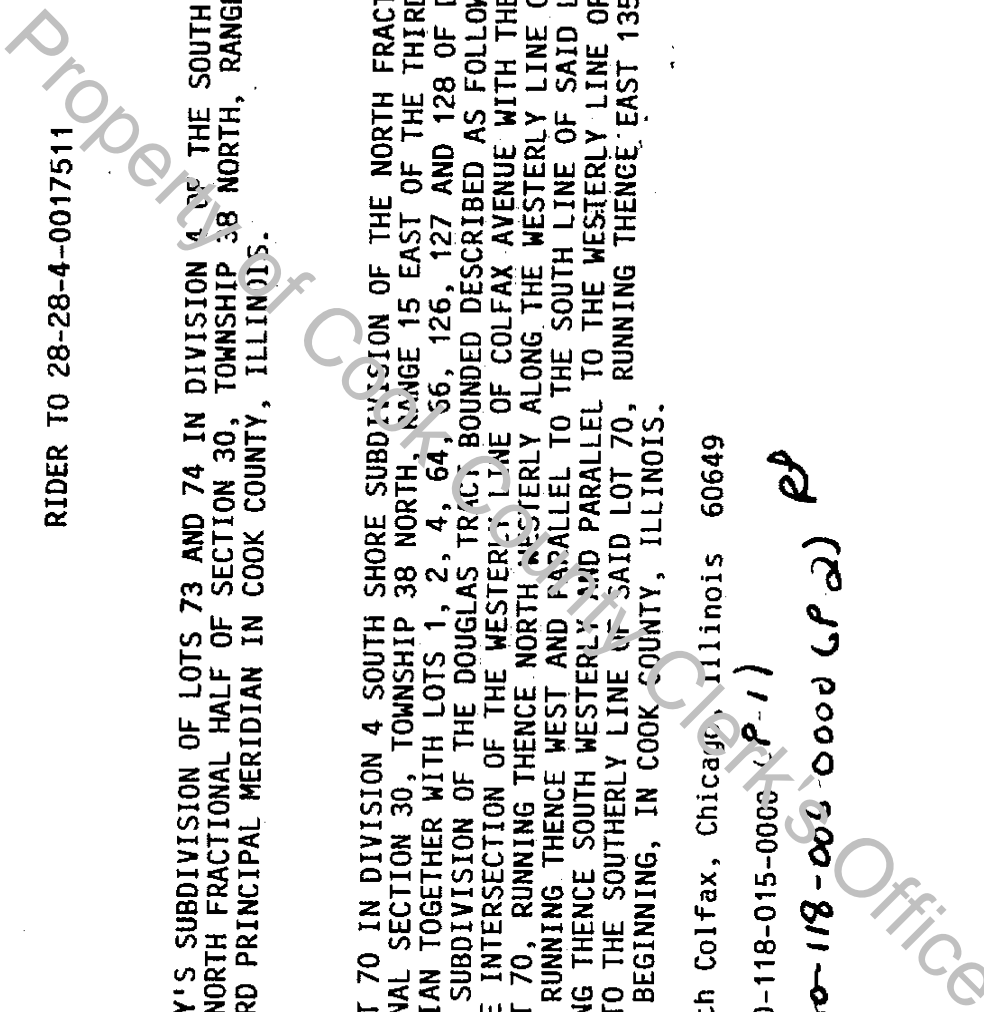 RIDER TO 28-28-4-0017511
Y'S SUBDIVISION OF LOTS 73 AND 74 IN DIVISION 4 OF THE SOUTH
NORTH FRACTIONAL HALF OF SECTION 30, TOWNSHIP 38 NORTH, RANGE
RD PRINCIPAL MERIDIAN IN COOK COUNTY, ILLINOIS.
T 70 IN DIVISION 4 SOUTH SHORE SUBDIVISION OF THE NORTH FRACT
NAL SECTION 30, TOWNSHIP 38 NORTH, RANGE 15 EAST OF THE THIRD
IAN TOGETHER WITH LOTS 1, 2, 4, 64, 66, 126, 127 AND 128 OF D
SUBDIVISION OF THE DOUGLAS TRACT BOUNDED DESCRIBED AS FOLLOW
E INTERSECTION OF THE WESTERLY LINE OF COLFAX AVENUE WITH THE
T 70, RUNNING THENCE NORTH WESTERLY ALONG THE WESTERLY LINE O
RUNNING THENCE WEST AND PARALLEL TO THE SOUTH LINE OF SAID L
NG THENCE SOUTH WESTERLY AND PARALLEL TO THE WESTERLY LINE OF
TO THE SOUTHERLY LINE OF SAID LOT 70, RUNNING THENCE EAST 135
BEGINNING, IN COOK COUNTY, ILLINOIS.
th Colfax, Chicago, Illinois 60649
0-118-015-0000 (P-1)
0-118-006-0000 (P 2)
Property of Cook County Clerk's Office